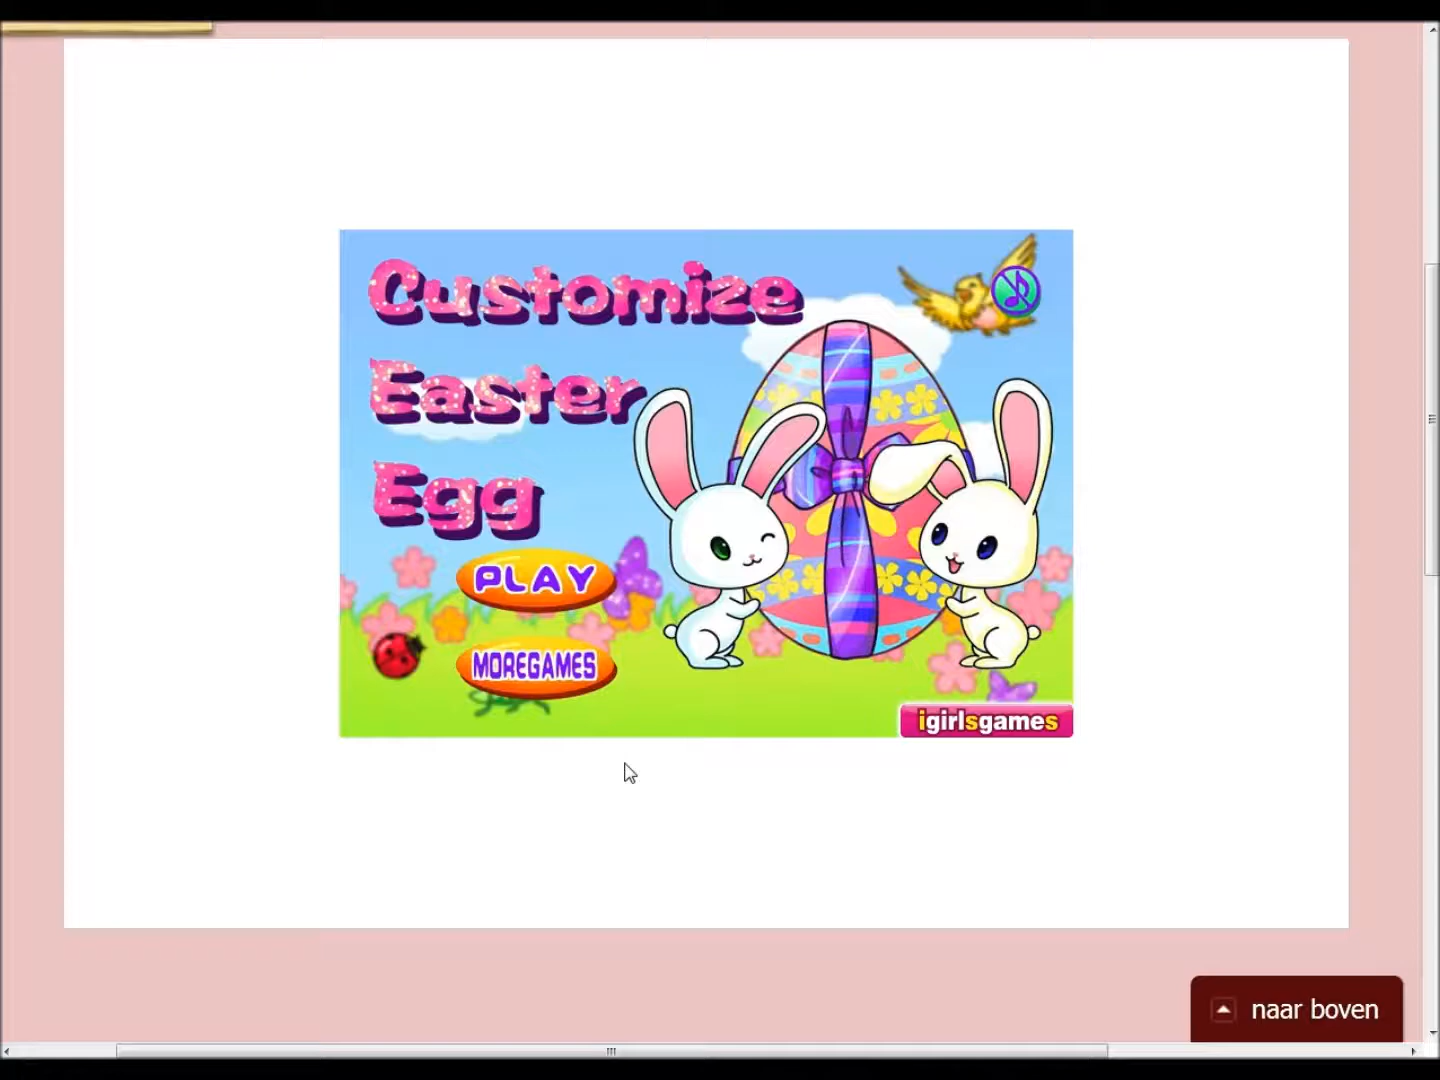 Customize
Easter
Egg
PLAY
MOREGAMES
igirlsgames
naar boven